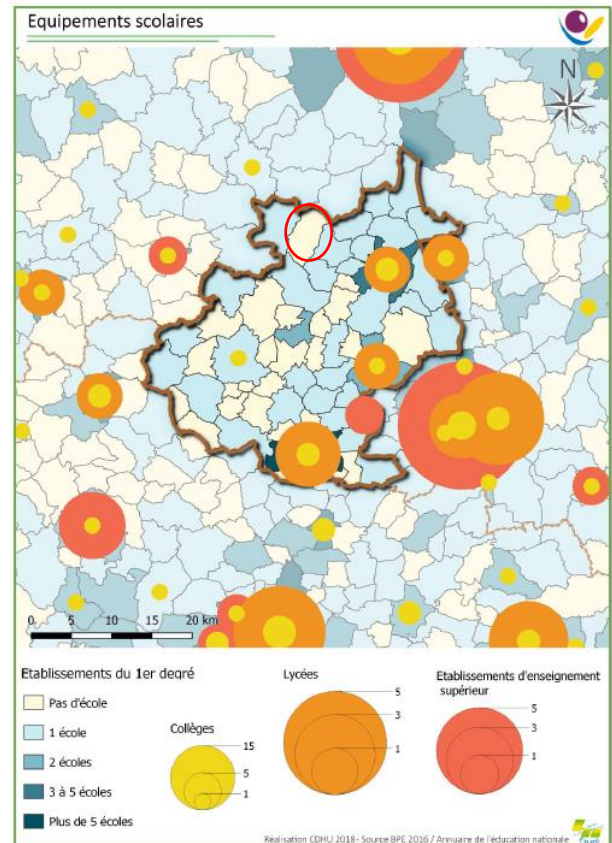 Equipements scolaires
N
0 5 10 15 20 km
Etablissements du 1er degré
Pas d'école
1 école
2 écoles
3 à 5 écoles
Plus de 5 écoles
Collèges
15
5
1
Lycées
5
3
1
Etablissements d'enseignement
supérieur
5
3
1
Réalisation CDHU 2018- Source BPE 2016 / Annuaire de l'éducation nationale